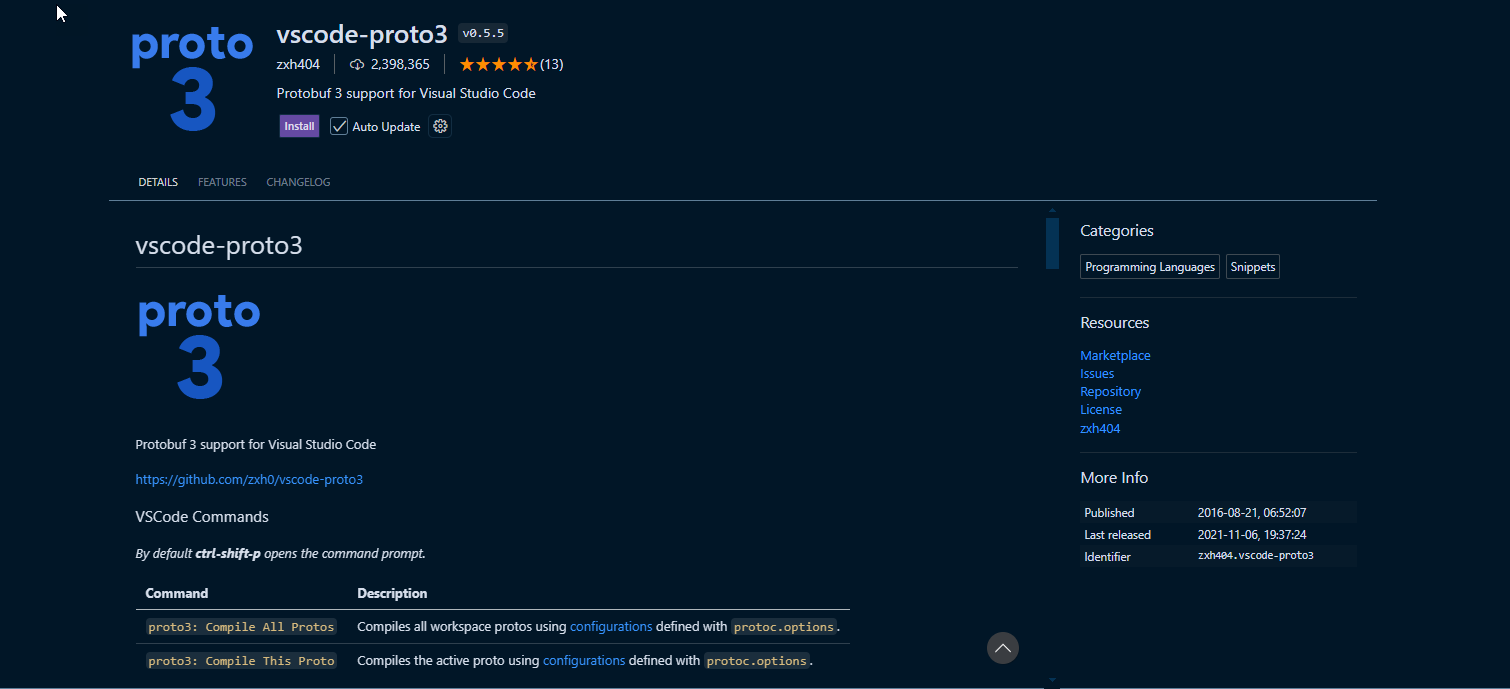 proto
3
vscode-proto3 v0.5.5
zxh404 2,398,365 (13)
Protobuf 3 support for Visual Studio Code
Install Auto Update
DETAILS FEATURES CHANGELOG
vscode-proto3
proto
3
Protobuf 3 support for Visual Studio Code
https://github.com/zxh0/vscode-proto3
VSCode Commands
By default ctrl-shift-p opens the command prompt.
Command Description
proto3: Compile All Protos Compiles all workspace protos using configurations defined with protoc.options.
proto3: Compile This Proto Compiles the active proto using configurations defined with protoc.options.
Categories
Programming Languages Snippets
Resources
Marketplace
Issues
Repository
License
zxh404
More Info
Published 2016-08-21, 06:52:07
Last released 2021-11-06, 19:37:24
Identifier zxh404.vscode-proto3